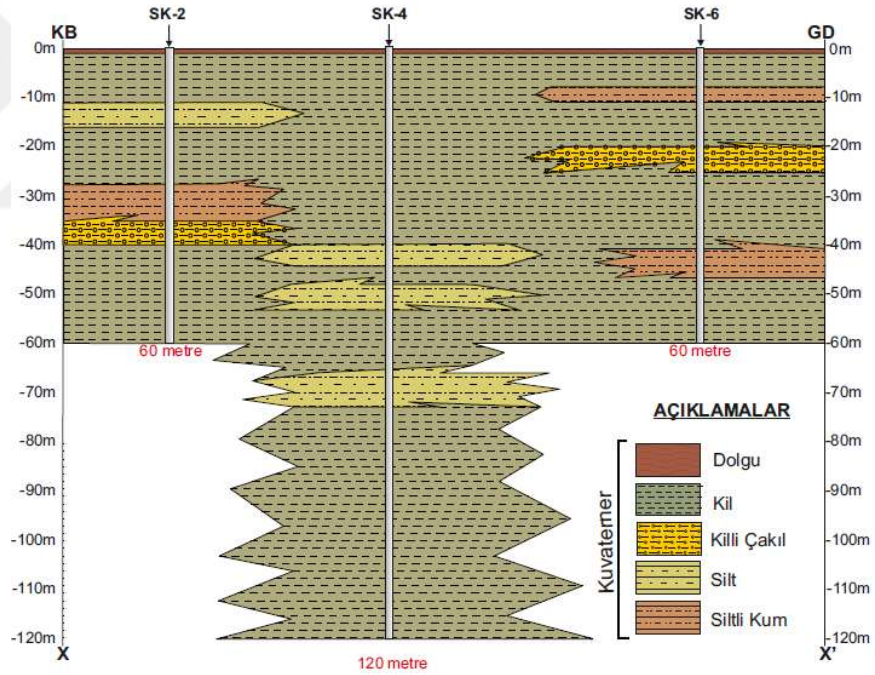 SK-2 SK-4 SK-6
KB GD
0m 0m
-10m -10m
-20m -20m
-30m -30m
-40m -40m
-50m -50m
-60m -60m
60 metre 60 metre
-70m -70m
AÇIKLAMALAR
-80m -80m
Dolgu
-90m -90m
Kil
-100m -100m
Killi Çakıl
Kuvaterner
-110m -110m
Silt
Siltli Kum
-120m -120m
X X'
120 metre